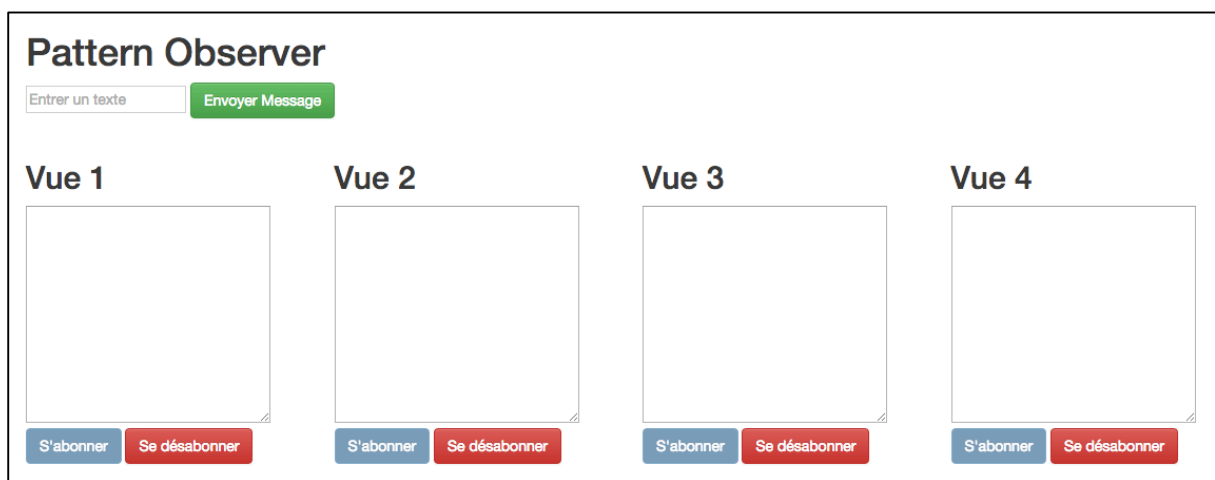 Pattern Observer
Entrer un texte Envoyer Message
Vue 1 Vue 2 Vue 3 Vue 4
S'abonner Se désabonner S'abonner Se désabonner S'abonner Se désabonner S'abonner Se désabonner